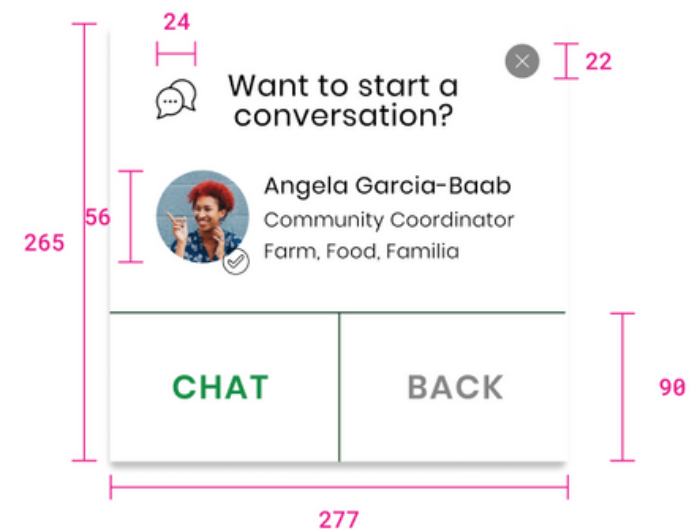 24
22
Want to start a
conversation?
56
265
Angela Garcia-Baab
Community Coordinator
Farm, Food, Familia
CHAT
BACK
90
277